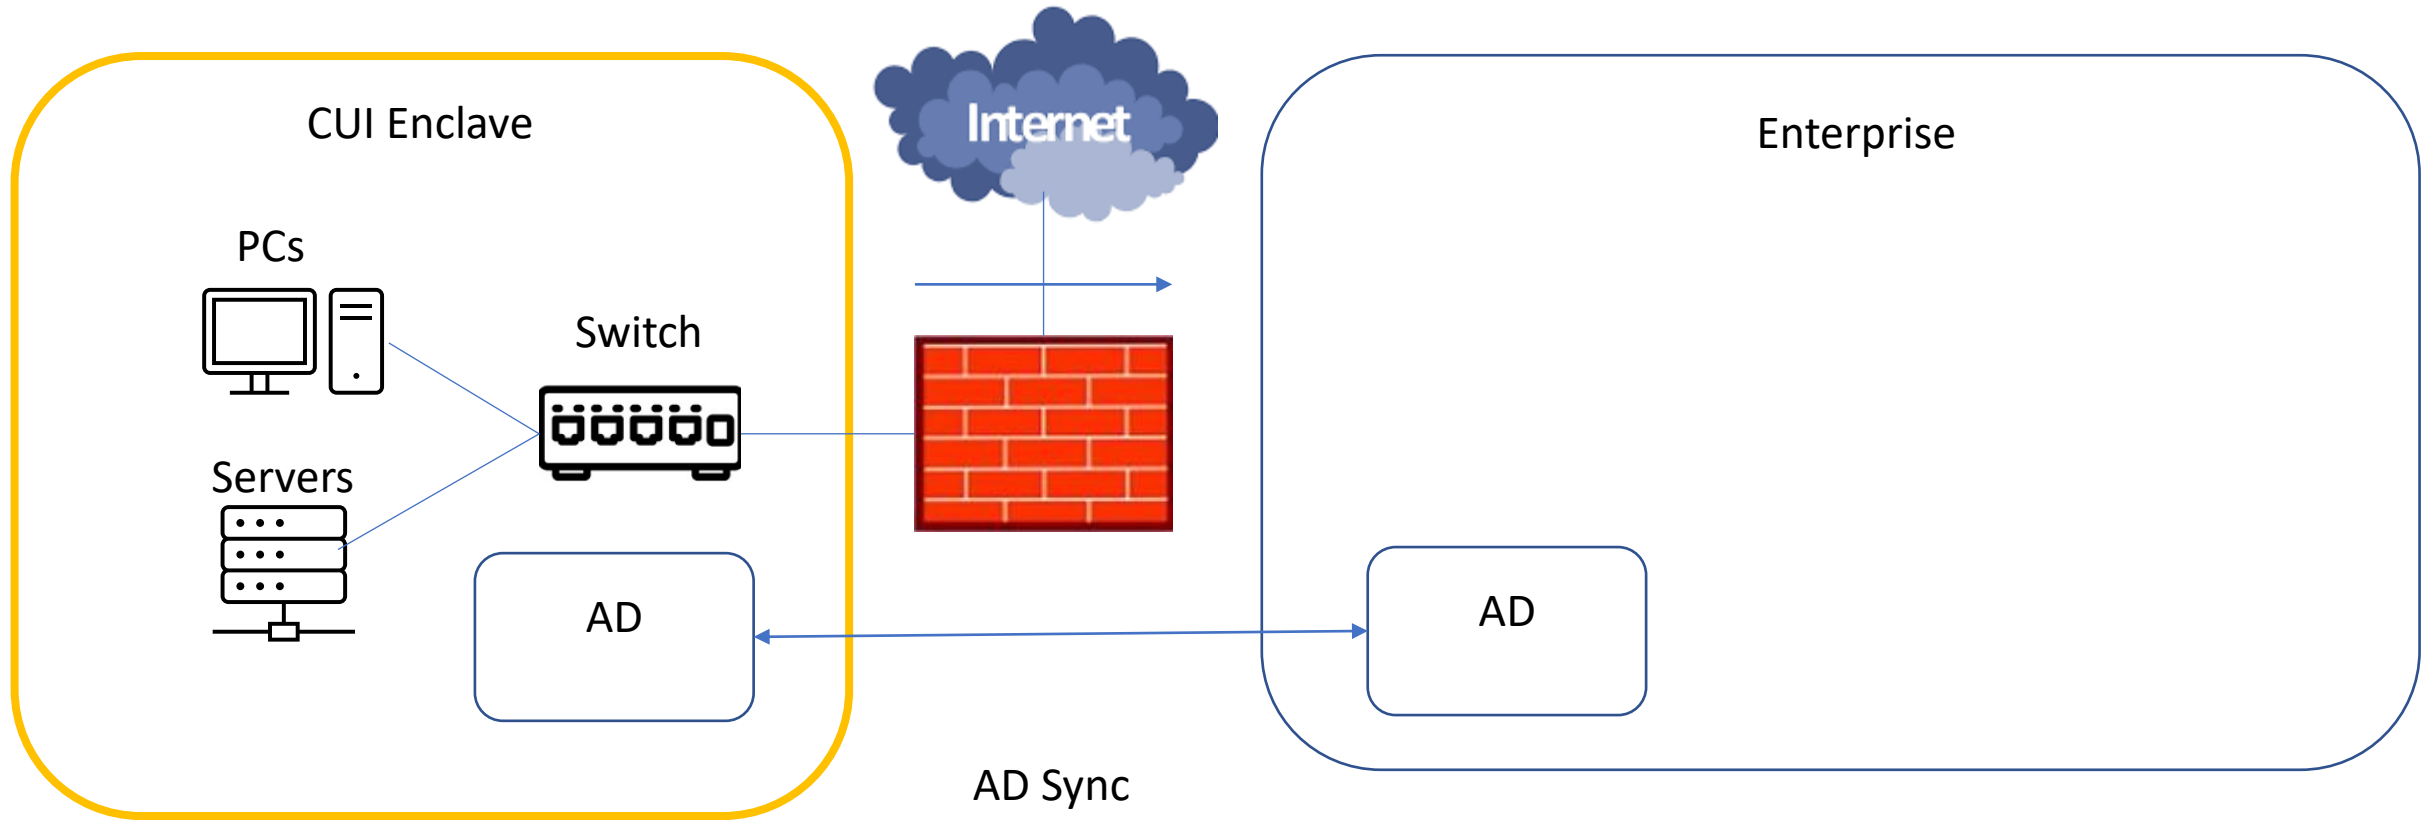 Internet
CUI Enclave
Enterprise
PCs
Switch
Servers
AD
AD
AD Sync